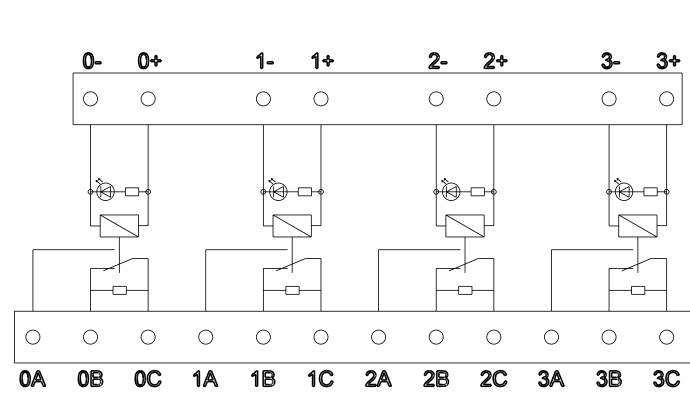 0- 0+ 1- 1+ 2- 2+ 3- 3+
0A 0B 0C 1A 1B 1C 2A 2B 2C 3A 3B 3C